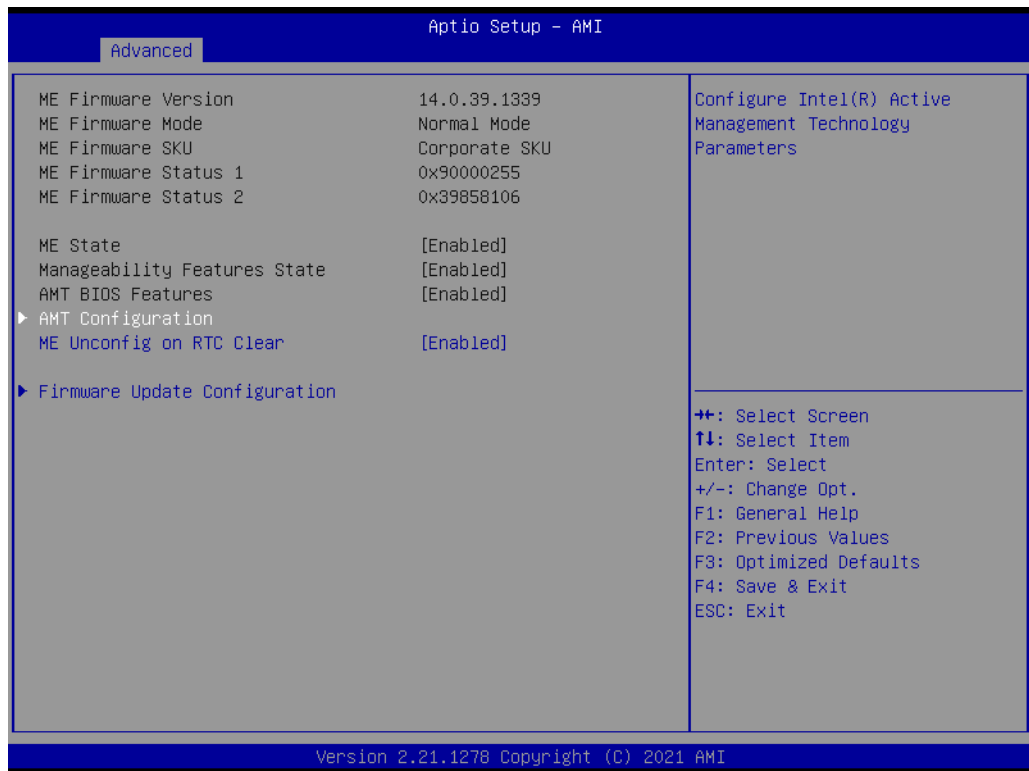 Aptio Setup – AMI
Advanced
ME Firmware Version 14.0.39.1339
ME Firmware Mode Normal Mode
ME Firmware SKU Corporate SKU
ME Firmware Status 1 0x90000255
ME Firmware Status 2 0x39858106
ME State [Enabled]
Manageability Features State [Enabled]
AMT BIOS Features [Enabled]
▶ AMT Configuration
ME Unconfig on RTC Clear [Enabled]
▶ Firmware Update Configuration
Configure Intel(R) Active
Management Technology
Parameters
→←: Select Screen
↑↓: Select Item
Enter: Select
+/-: Change Opt.
F1: General Help
F2: Previous Values
F3: Optimized Defaults
F4: Save & Exit
ESC: Exit
Version 2.21.1278 Copyright (C) 2021 AMI